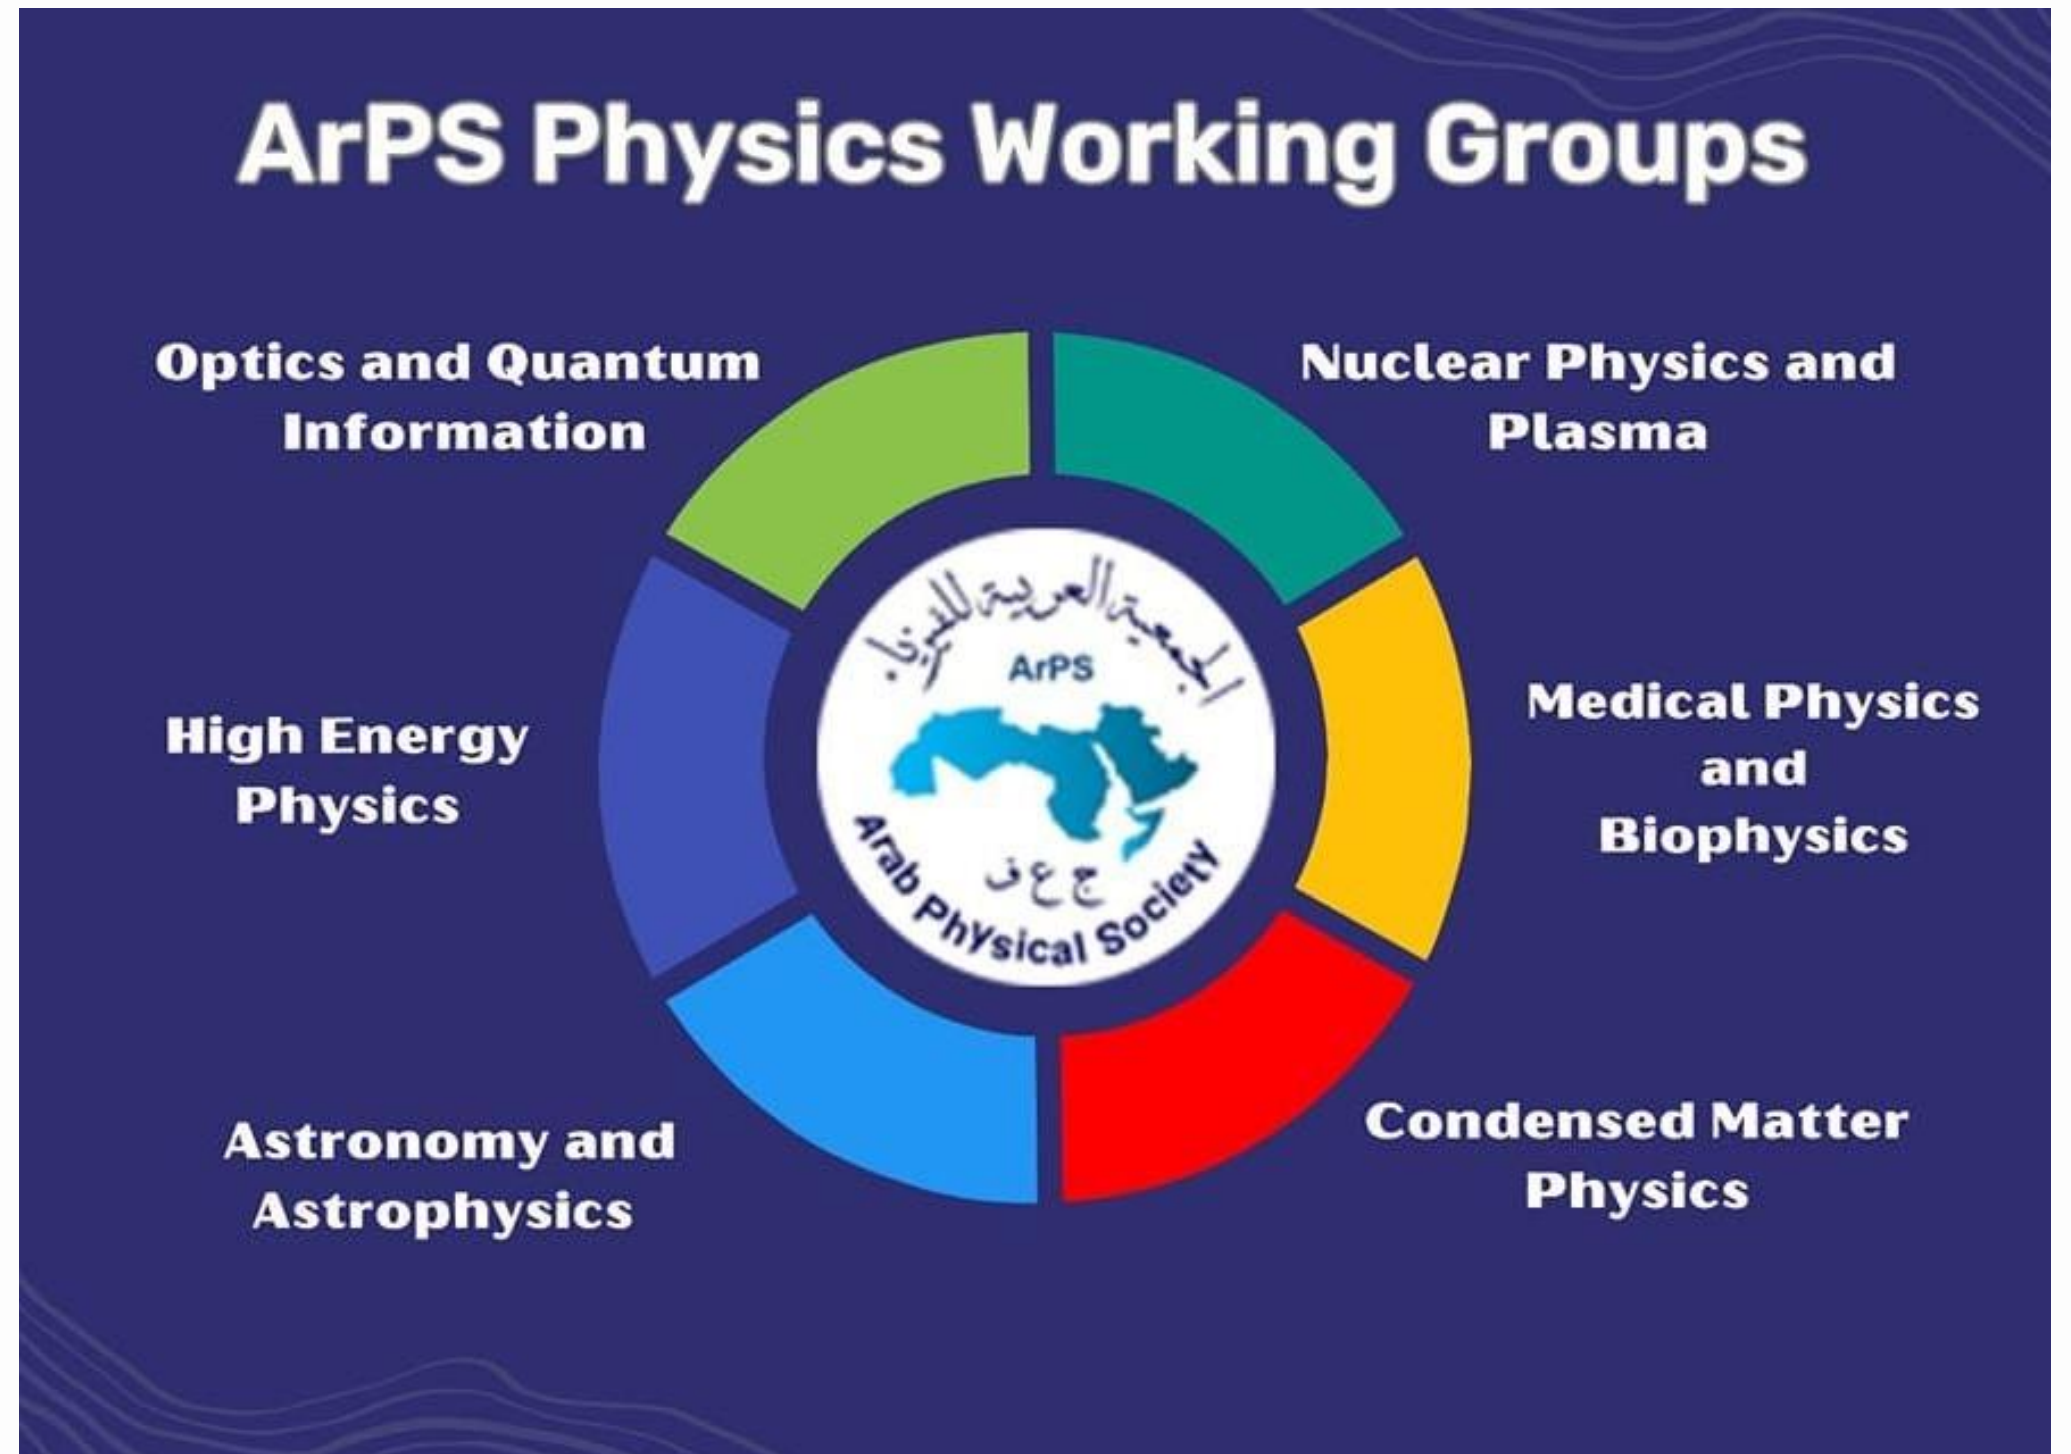 ArPS Physics Working Groups
Optics and Quantum
Information
Nuclear Physics and
Plasma
High Energy
Physics
الجمعية العربية للفيزياء
ArPS
ج ع ف
Arab Physical Society
Medical Physics
and
Biophysics
Astronomy and
Astrophysics
Condensed Matter
Physics